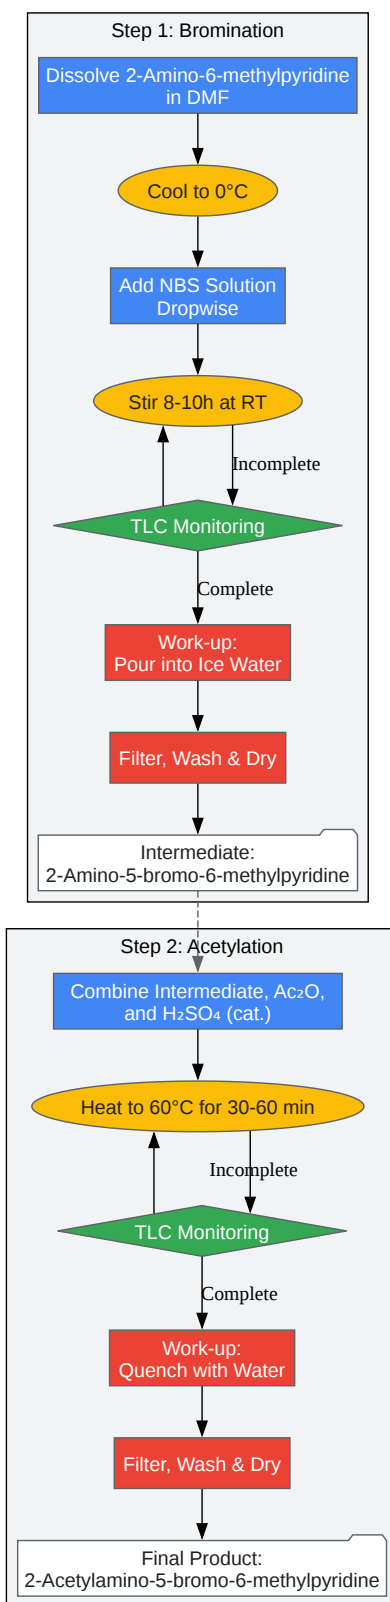 Step 1: Bromination
Dissolve 2-Amino-6-methylpyridine
in DMF
Cool to 0°C
Add NBS Solution
Dropwise
Stir 8-10h at RT
Incomplete
TLC Monitoring
Complete
Work-up:
Pour into Ice Water
Filter, Wash & Dry
Intermediate:
2-Amino-5-bromo-6-methylpyridine
Step 2: Acetylation
Combine Intermediate, Ac₂O,
and H₂SO₄ (cat.)
Heat to 60°C for 30-60 min
Incomplete
TLC Monitoring
Complete
Work-up:
Quench with Water
Filter, Wash & Dry
Final Product:
2-Acetylamino-5-bromo-6-methylpyridine